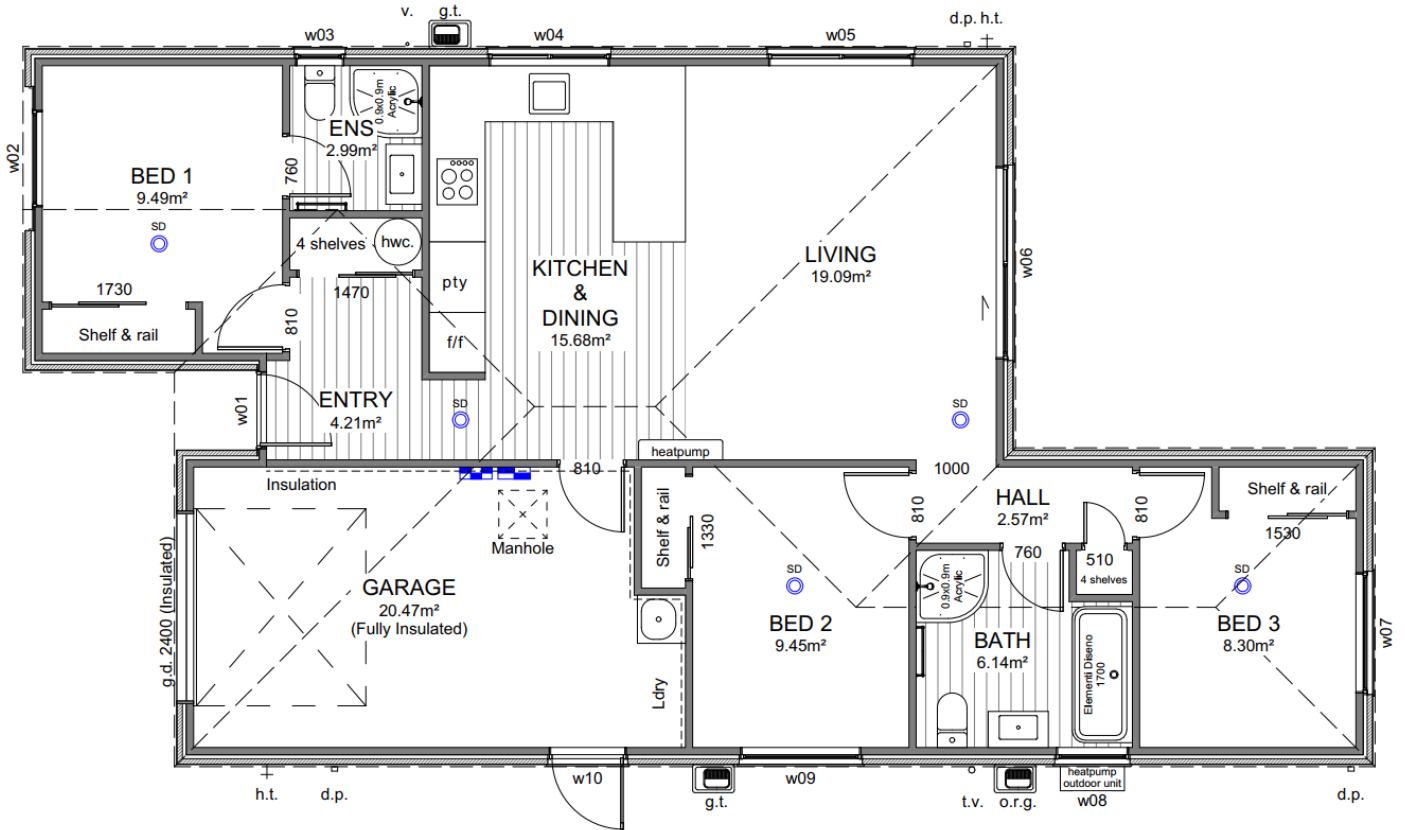 v.
g.t.
d.p.
h.t.
w03
w04
w05
w02
BED 1
9.49m²
SD
1730
Shelf & rail
760
810
ENS
2.99m²
0.9x0.9m
Acrylic
4 shelves
hwc.
1470
pty
f/f
KITCHEN
&
DINING
15.68m²
LIVING
19.09m²
w06
w01
ENTRY
4.21m²
SD
SD
heatpump
Insulation
810
Manhole
g.d. 2400 (Insulated)
GARAGE
20.47m²
(Fully Insulated)
Ldry
Shelf & rail
1330
SD
BED 2
9.45m²
810
1000
HALL
2.57m²
760
0.9x0.9m
Acrylic
BATH
6.14m²
510
4 shelves
Elementi Diseno
1700
810
Shelf & rail
1530
SD
BED 3
8.30m²
w07
h.t.
d.p.
w10
g.t.
w09
t.v.
o.r.g.
heatpump
outdoor unit
w08
d.p.